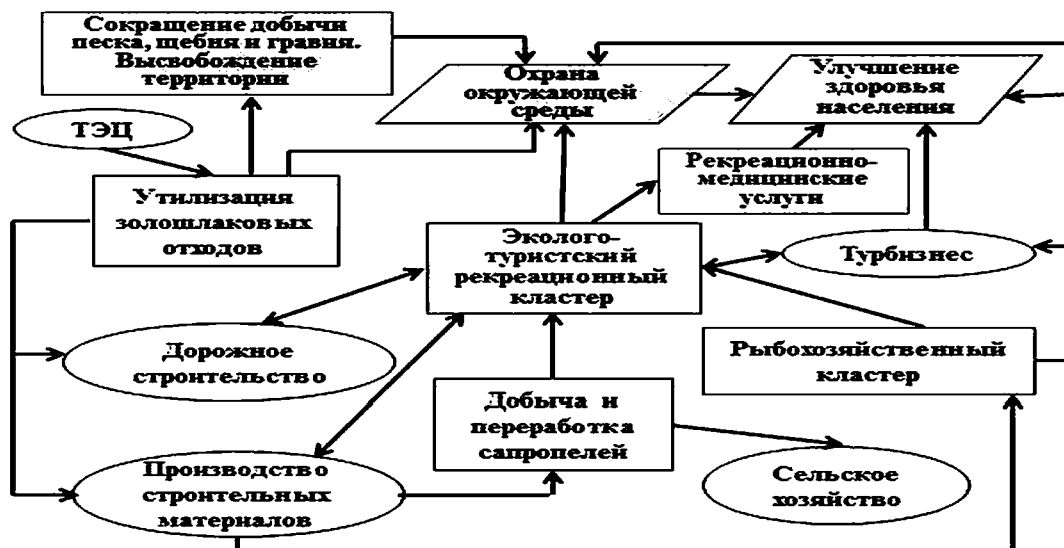 Сокращение добычи
песка, щебня и гравия.
Высвобождение
территории
Охрана
окружающей
среды
Улучшение
здоровья
населения
ТЭЦ
Рекреационно-
медицинские
услуги
Утилизация
золошлаковых
отходов
Эколого-
туристский
рекреационный
кластер
Турбизнес
Дорожное
строительство
Рыбохозяйственный
кластер
Добыча и
переработка
сапропелей
Производство
строительных
материалов
Сельское
хозяйство